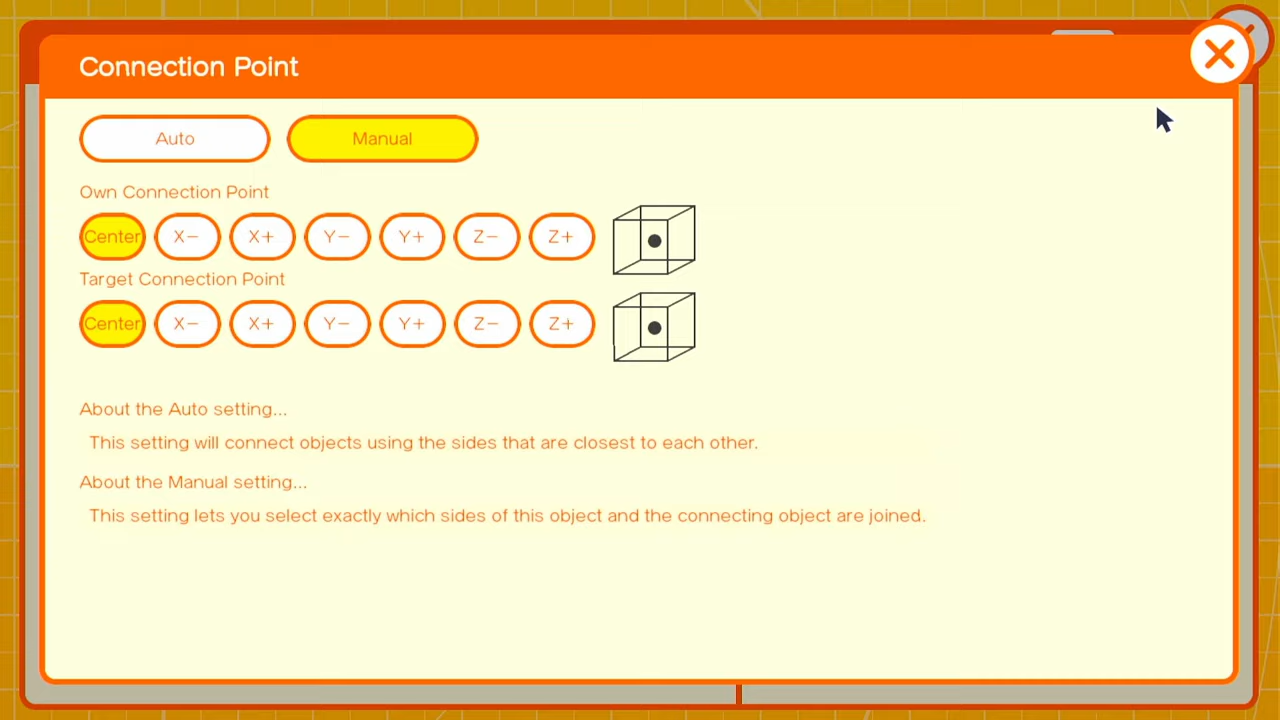 Connection Point
Auto Manual
Own Connection Point
Center X− X+ Y− Y+ Z− Z+
Target Connection Point
Center X− X+ Y− Y+ Z− Z+
About the Auto setting...
This setting will connect objects using the sides that are closest to each other.
About the Manual setting...
This setting lets you select exactly which sides of this object and the connecting object are joined.